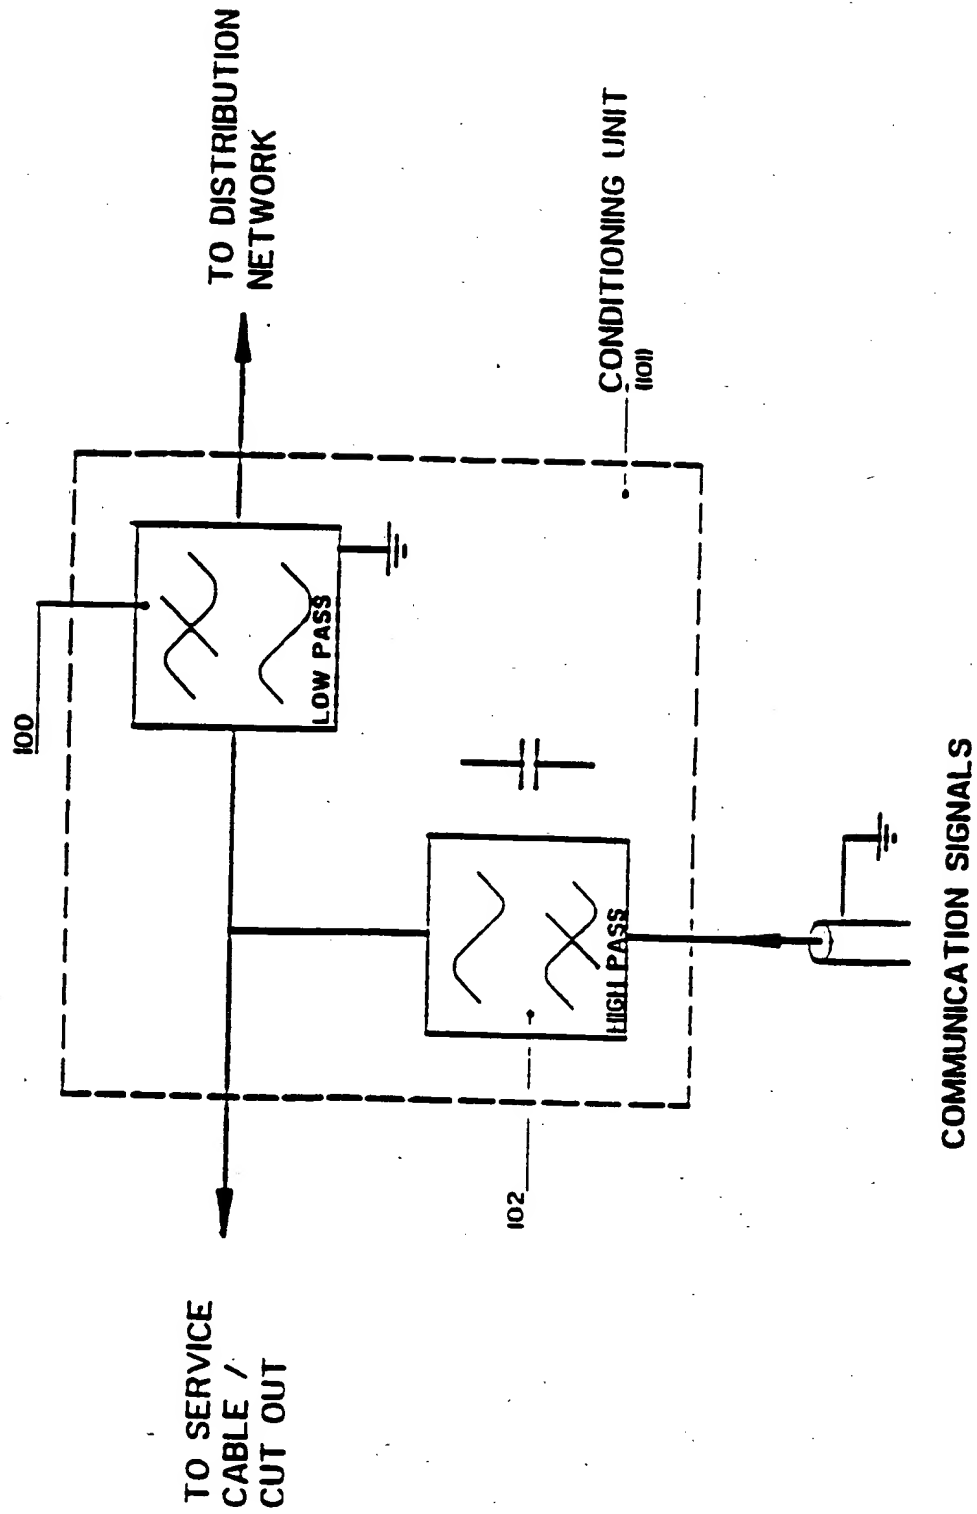 100
TO DISTRIBUTION
NETWORK
LOW PASS
TO SERVICE
CABLE /
CUT OUT
HIGH PASS
102
CONDITIONING UNIT
(101)
COMMUNICATION SIGNALS